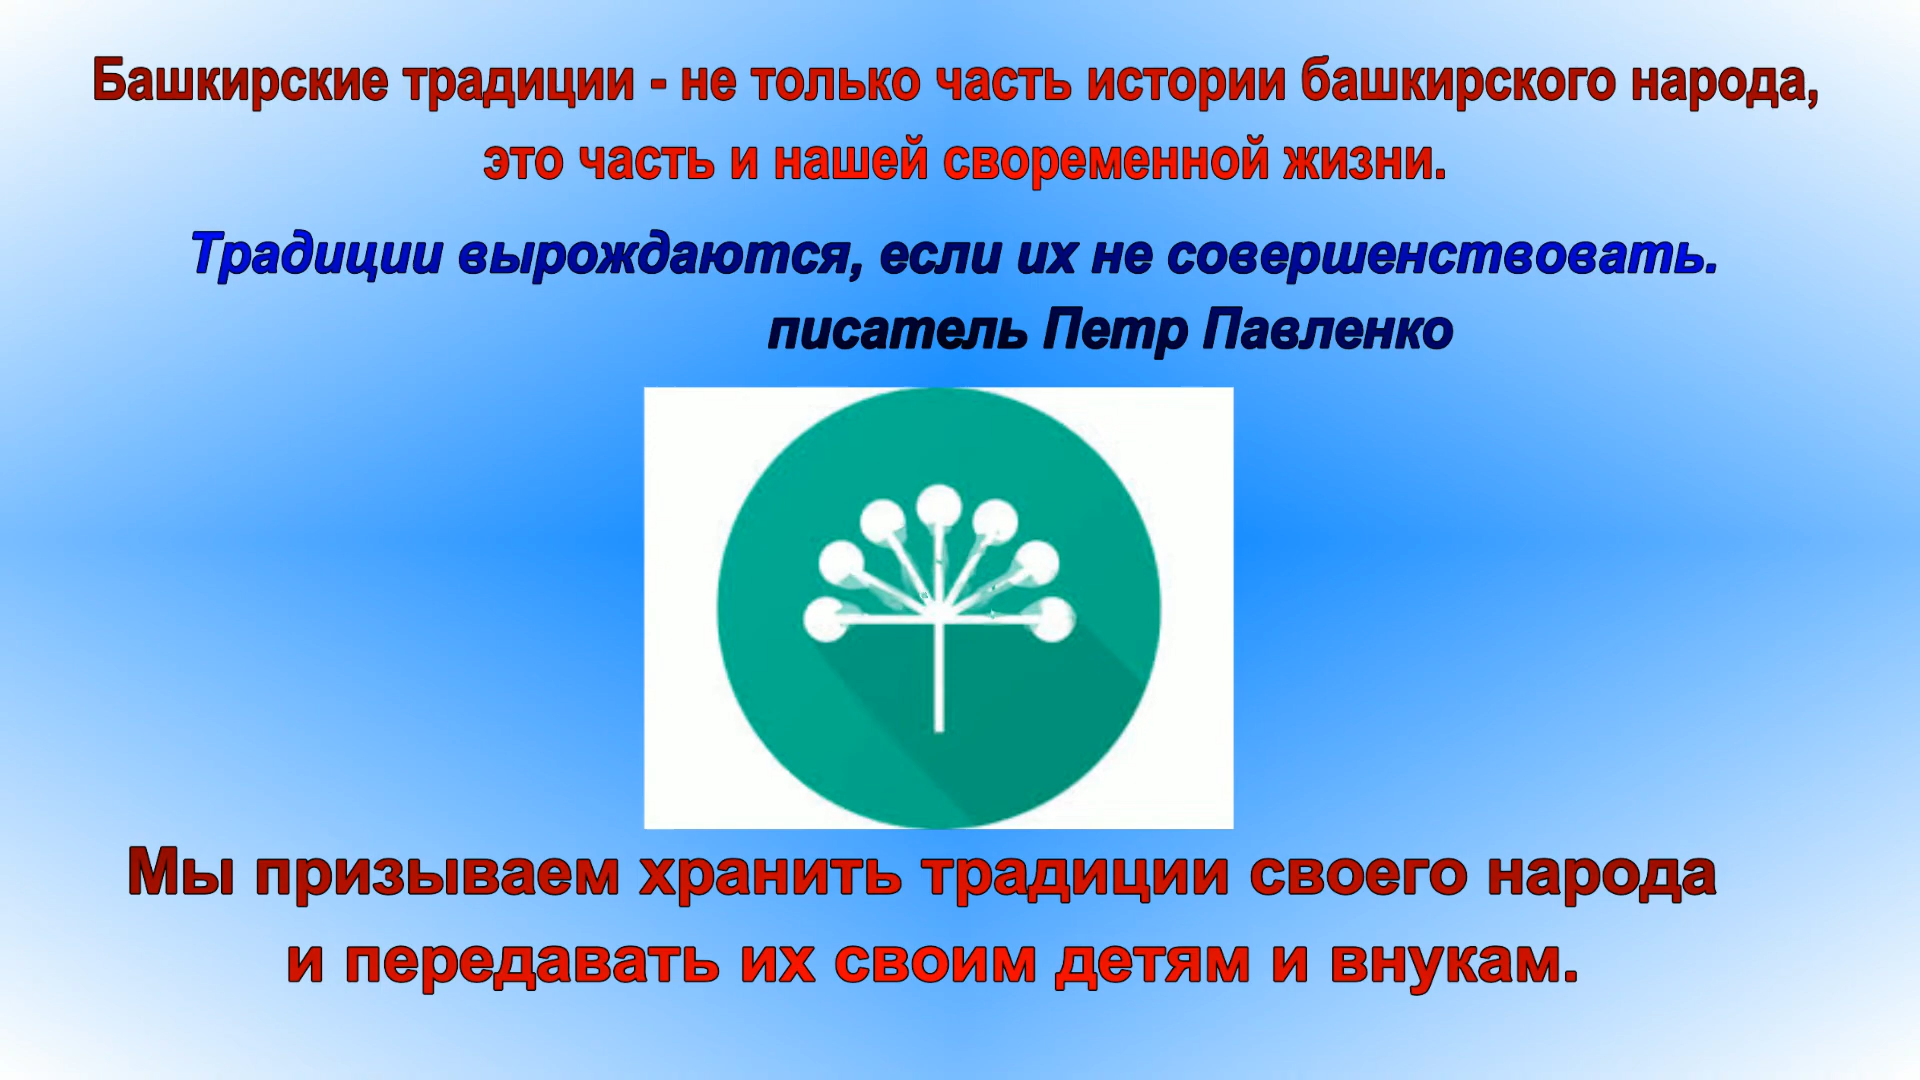 Башкирские традиции - не только часть истории башкирского народа,
это часть и нашей своременной жизни.
Традиции вырождаются, если их не совершенствовать.
писатель Петр Павленко
Мы призываем хранить традиции своего народа
и передавать их своим детям и внукам.